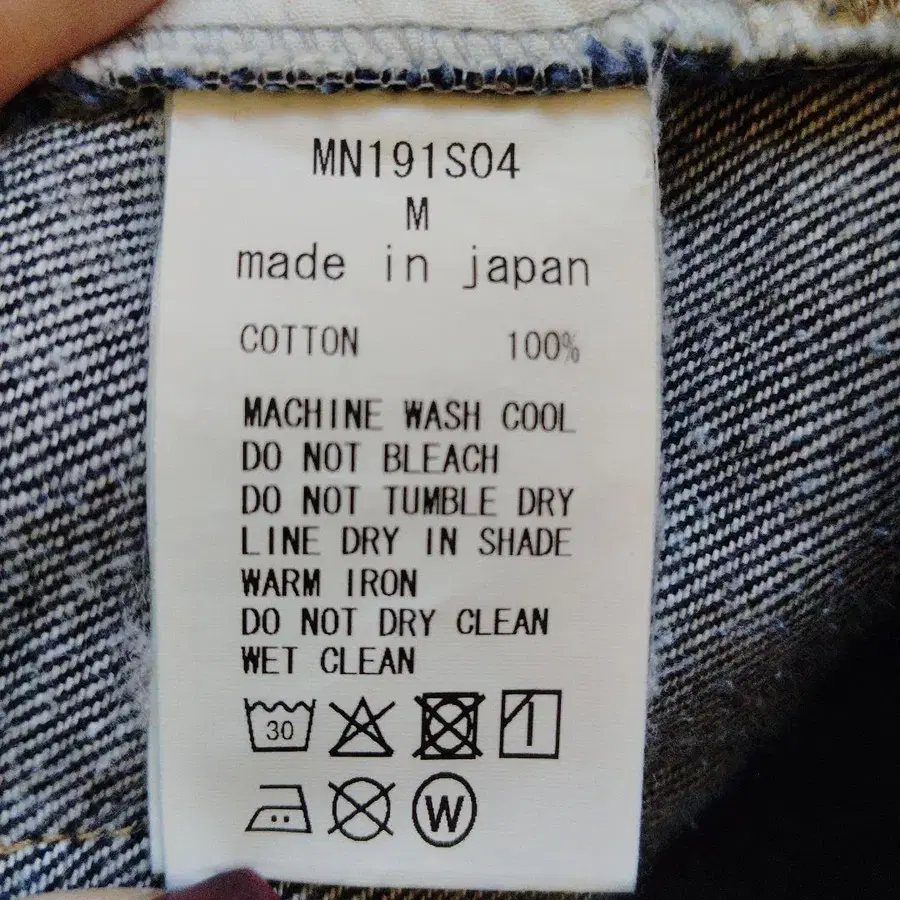 MN191S04
M
made in japan
COTTON 100%
MACHINE WASH COOL
DO NOT BLEACH
DO NOT TUMBLE DRY
LINE DRY IN SHADE
WARM IRON
DO NOT DRY CLEAN
WET CLEAN
30
W